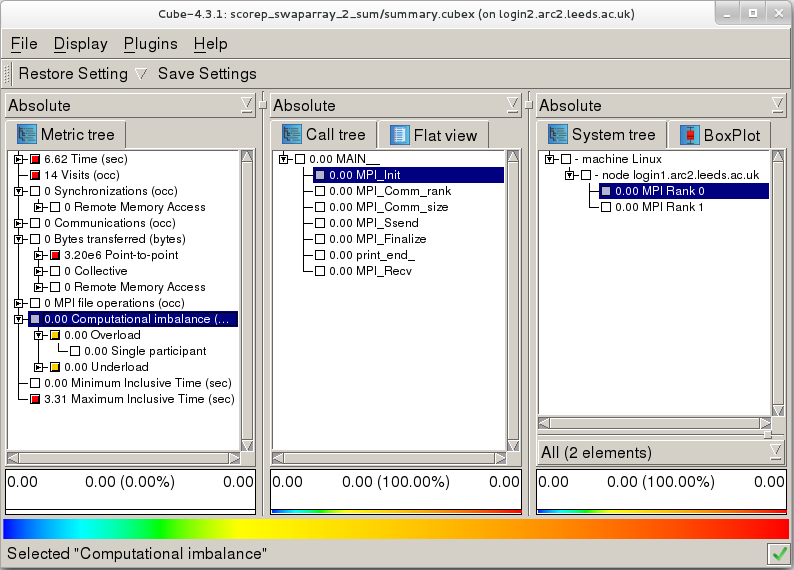 Cube-4.3.1: scorep_swaparray_2_sum/summary.cubex (on login2.arc2.leeds.ac.uk)
File Display Plugins Help
Restore Setting Save Settings
Absolute
Metric tree
6.62 Time (sec)
14 Visits (occ)
0 Synchronizations (occ)
0 Remote Memory Access
0 Communications (occ)
0 Bytes transferred (bytes)
3.20e6 Point-to-point
0 Collective
0 Remote Memory Access
0 MPI file operations (occ)
0.00 Computational imbalance (...
0.00 Overload
0.00 Single participant
0.00 Underload
0.00 Minimum Inclusive Time (sec)
3.31 Maximum Inclusive Time (sec)
0.00 0.00 (0.00%) 0.00
Absolute
Call tree Flat view
0.00 MAIN__
0.00 MPI_Init
0.00 MPI_Comm_rank
0.00 MPI_Comm_size
0.00 MPI_Ssend
0.00 MPI_Finalize
0.00 print_end_
0.00 MPI_Recv
0.00 0.00 (100.00%) 0.00
Absolute
System tree BoxPlot
- machine Linux
- node login1.arc2.leeds.ac.uk
0.00 MPI Rank 0
0.00 MPI Rank 1
All (2 elements)
0.00 0.00 (100.00%) 0.00
Selected "Computational imbalance"